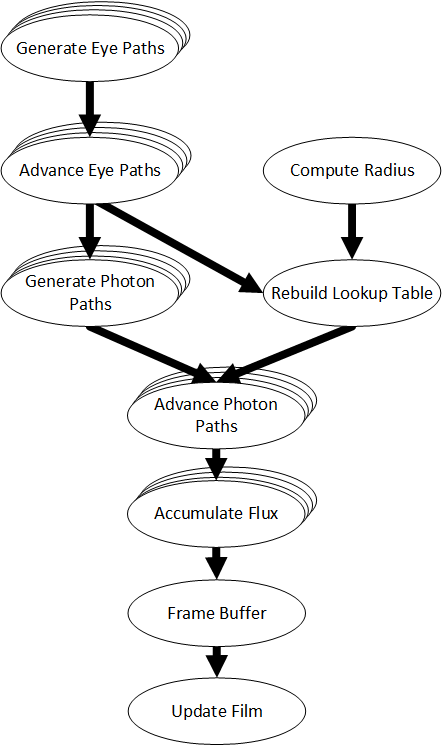 Generate Eye Paths
Advance Eye Paths
Compute Radius
Generate Photon
Paths
Rebuild Lookup Table
Advance Photon
Paths
Accumulate Flux
Frame Buffer
Update Film